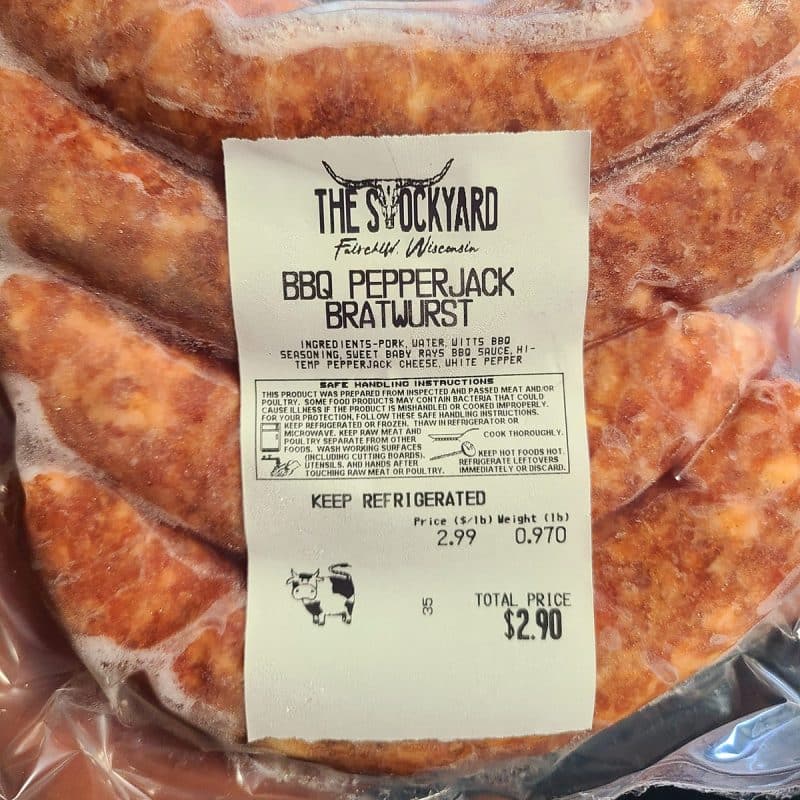 THE STOCKYARD
Fairchild, Wisconsin
BBQ PEPPERJACK
BRATWURST
INGREDIENTS-PORK, WATER, WITTS BBQ
SEASONING, SWEET BABY RAYS BBQ SAUCE, HI-
TEMP PEPPERJACK CHEESE, WHITE PEPPER
SAFE HANDLING INSTRUCTIONS
THIS PRODUCT WAS PREPARED FROM INSPECTED AND PASSED MEAT AND/OR
POULTRY. SOME FOOD PRODUCTS MAY CONTAIN BACTERIA THAT COULD
CAUSE ILLNESS IF THE PRODUCT IS MISHANDLED OR COOKED IMPROPERLY.
FOR YOUR PROTECTION, FOLLOW THESE SAFE HANDLING INSTRUCTIONS.
KEEP REFRIGERATED OR FROZEN. THAW IN REFRIGERATOR OR
MICROWAVE. KEEP RAW MEAT AND
POULTRY SEPARATE FROM OTHER
FOODS. WASH WORKING SURFACES
(INCLUDING CUTTING BOARDS),
UTENSILS, AND HANDS AFTER
TOUCHING RAW MEAT OR POULTRY.
COOK THOROUGHLY.
KEEP HOT FOODS HOT.
REFRIGERATE LEFTOVERS
IMMEDIATELY OR DISCARD.
KEEP REFRIGERATED
Price ($/lb) Weight (lb)
2.99 0.970
35
TOTAL PRICE
$2.90